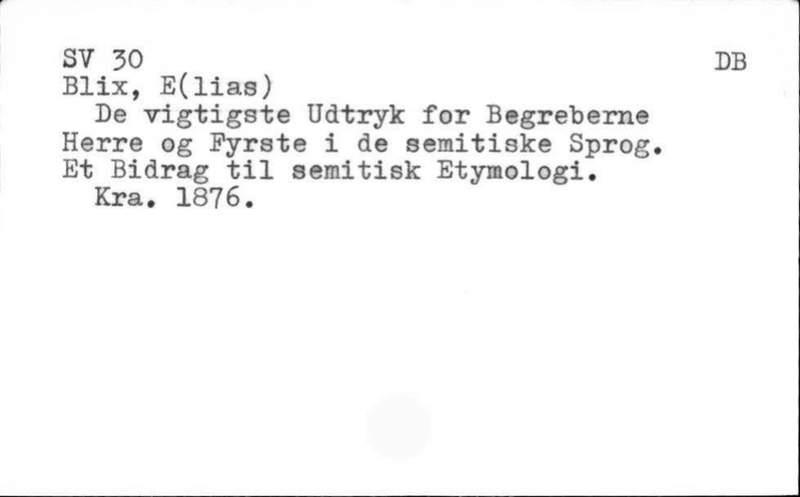 SV 30 DB
Blix, E(lias)
De vigtigste Udtryk for Begreberne
Herre og Fyrste i de semitiske Sprog.
Et Bidrag til semitisk Etymologi.
Kra. 1876.